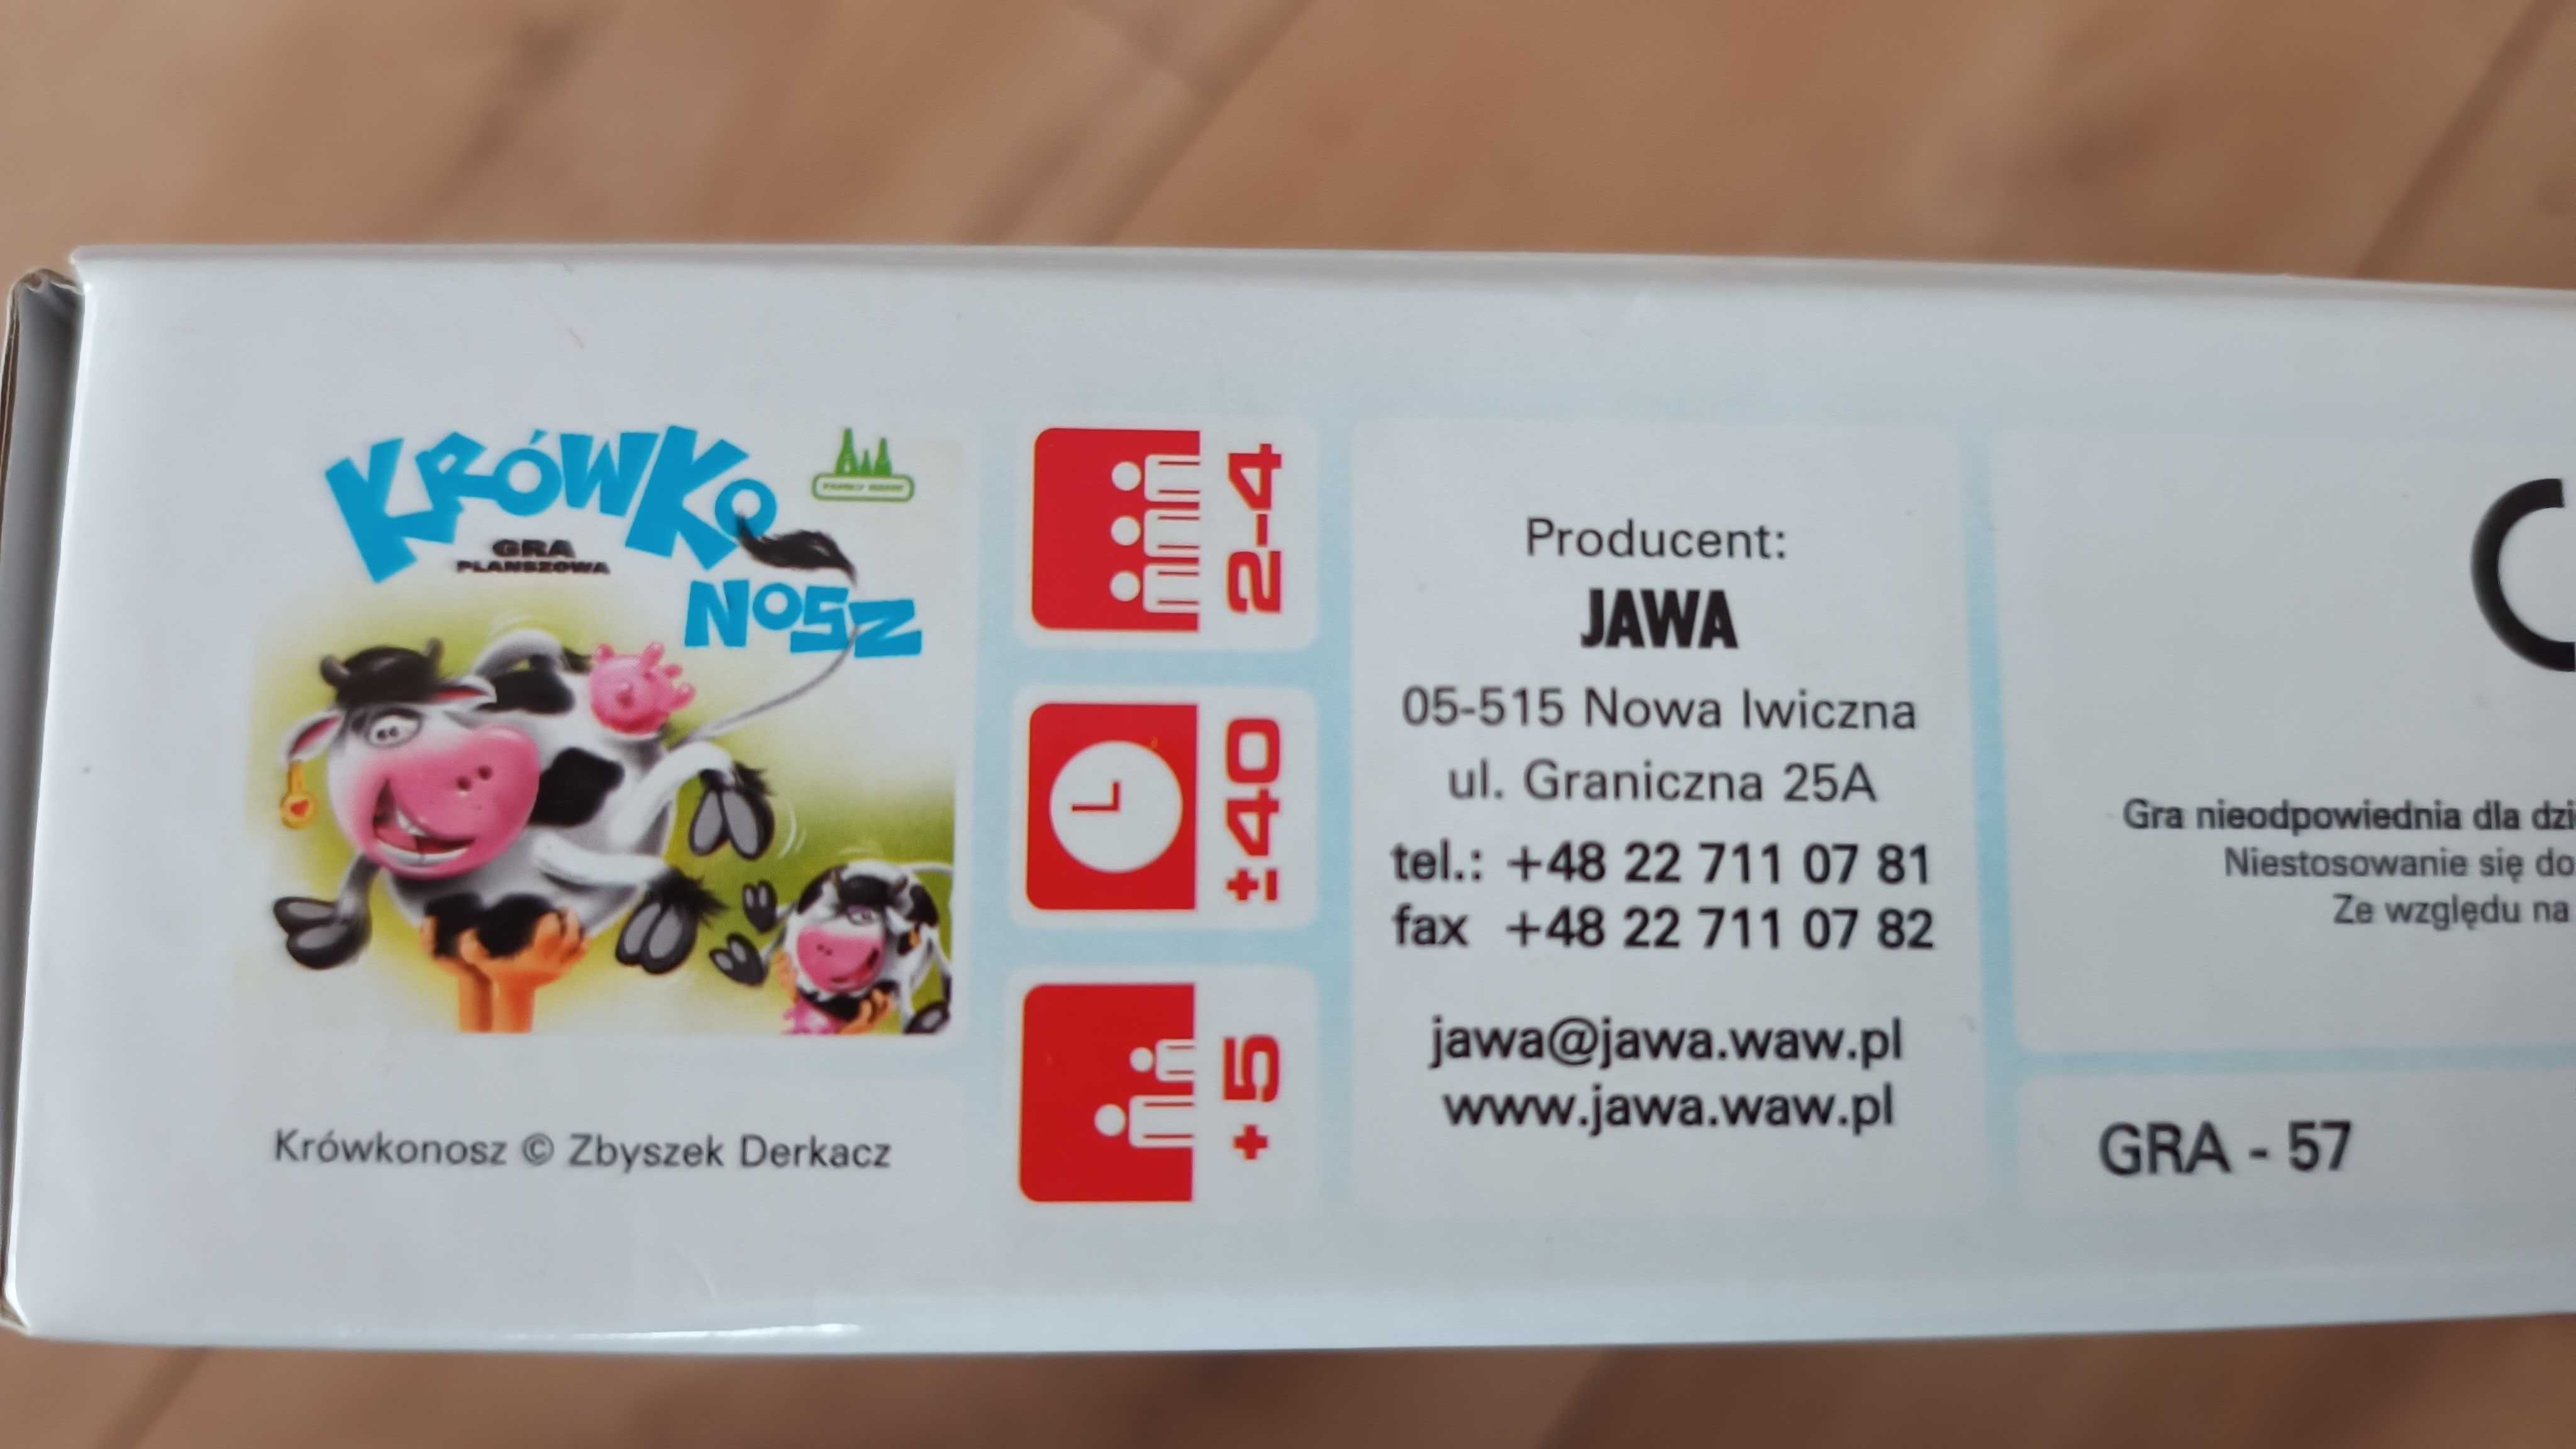 KRÓWKO
NOSZ
GRA
PLANSZOWA
Krówkonosz © Zbyszek Derkacz
2-4
±40
+5
Producent:
JAWA
05-515 Nowa Iwiczna
ul. Graniczna 25A
tel.: +48 22 711 07 81
fax +48 22 711 07 82
jawa@jawa.waw.pl
www.jawa.waw.pl
Gra nieodpowiednia dla dzi
Niestosowanie się do
Ze względu na
GRA - 57